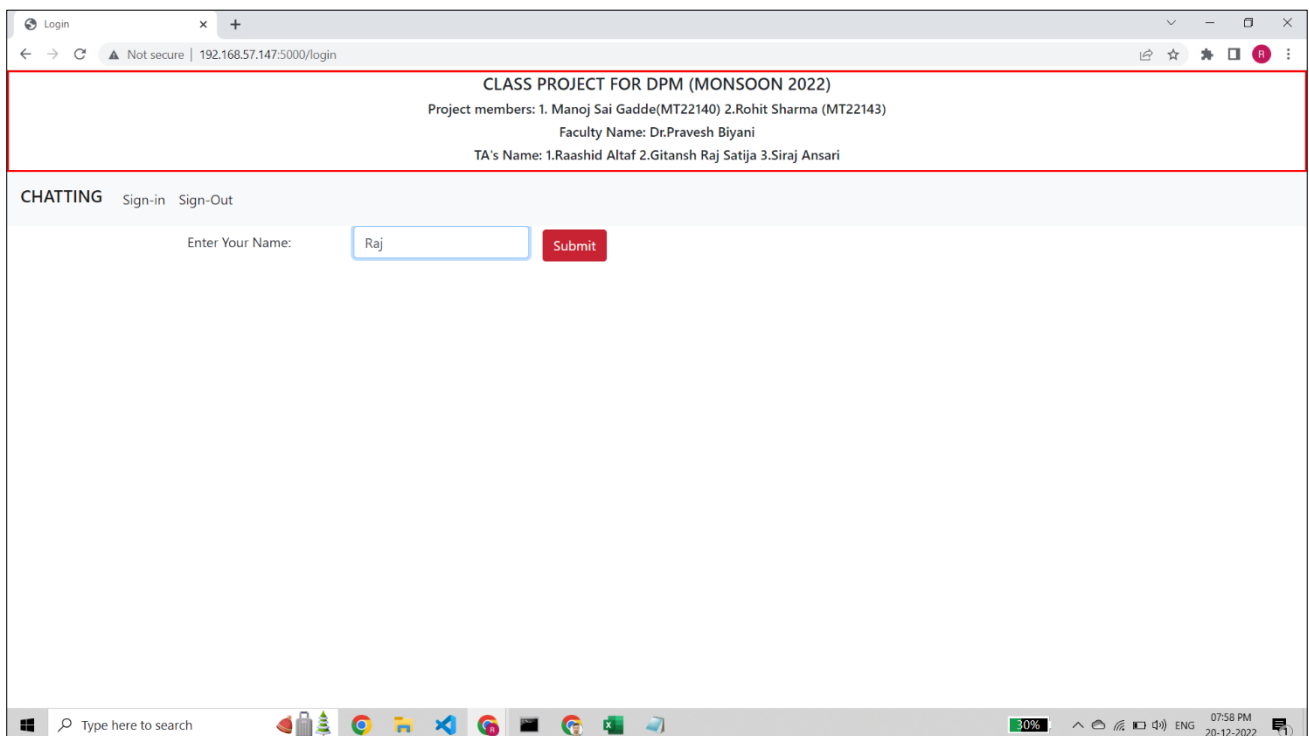 Login
Not secure | 192.168.57.147:5000/login
R
CLASS PROJECT FOR DPM (MONSOON 2022)
Project members: 1. Manoj Sai Gadde(MT22140) 2.Rohit Sharma (MT22143)
Faculty Name: Dr.Pravesh Biyani
TA's Name: 1.Raashid Altaf 2.Gitansh Raj Satija 3.Siraj Ansari
CHATTING Sign-in Sign-Out
Enter Your Name: Raj Submit
Type here to search 30% ENG 07:58 PM
20-12-2022